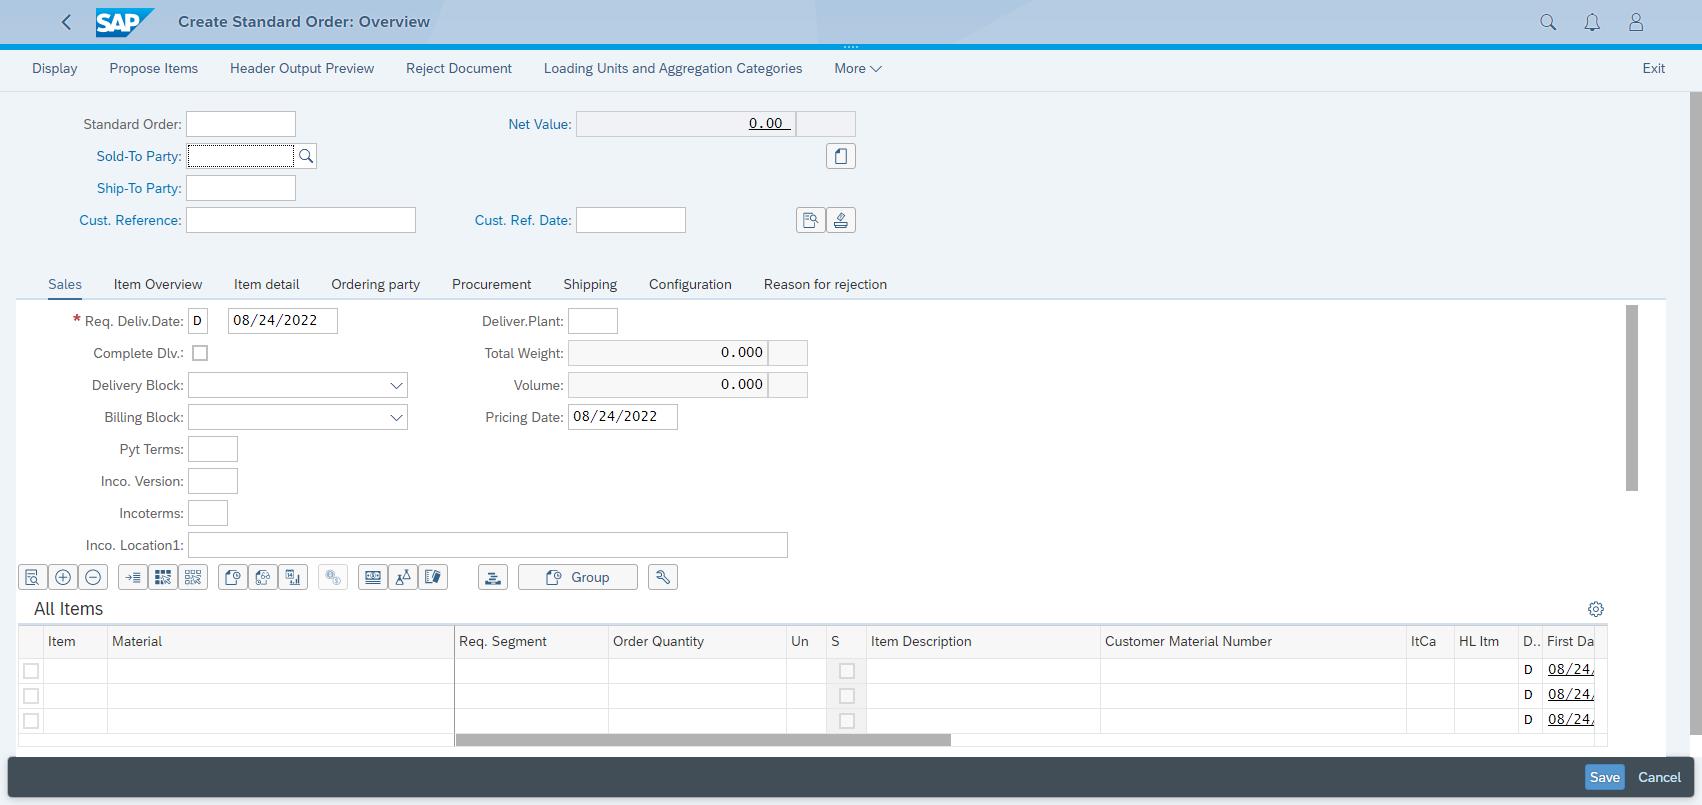 SAP Create Standard Order: Overview
Display Propose Items Header Output Preview Reject Document Loading Units and Aggregation Categories More Exit
Standard Order: Net Value: 0.00
Sold-To Party:
Ship-To Party:
Cust. Reference: Cust. Ref. Date:
Sales Item Overview Item detail Ordering party Procurement Shipping Configuration Reason for rejection
* Req. Deliv.Date: D 08/24/2022 Deliver.Plant:
Complete Dlv.: Total Weight: 0.000
Delivery Block: Volume: 0.000
Billing Block: Pricing Date: 08/24/2022
Pyt Terms:
Inco. Version:
Incoterms:
Inco. Location1:
Group
All Items
Item Material Req. Segment Order Quantity Un S Item Description Customer Material Number ItCa HL Itm D.. First Da
D 08/24/
D 08/24/
D 08/24/
Save Cancel